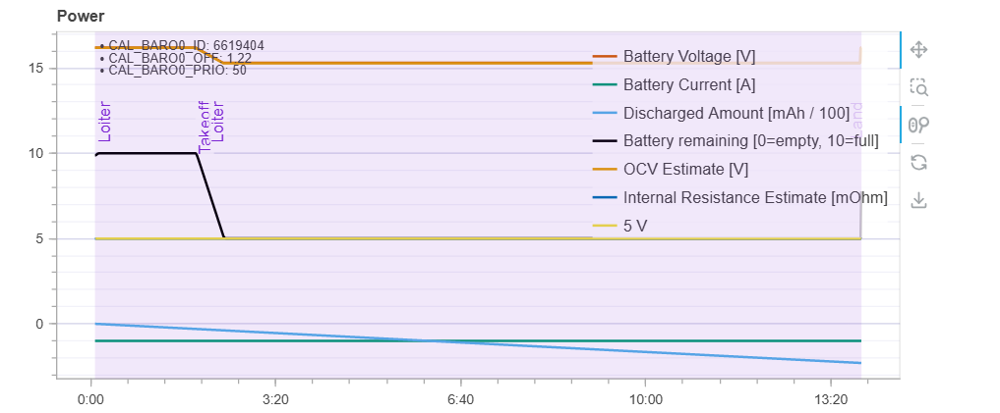 Power
• CAL_BARO0_ID: 6619404
• CAL_BARO0_OFF: 1.22
• CAL_BARO0_PRIO: 50
Loiter
Takeoff
Loiter
Land
Battery Voltage [V]
Battery Current [A]
Discharged Amount [mAh / 100]
Battery remaining [0=empty, 10=full]
OCV Estimate [V]
Internal Resistance Estimate [mOhm]
5 V
15
10
5
0
0:00
3:20
6:40
10:00
13:20